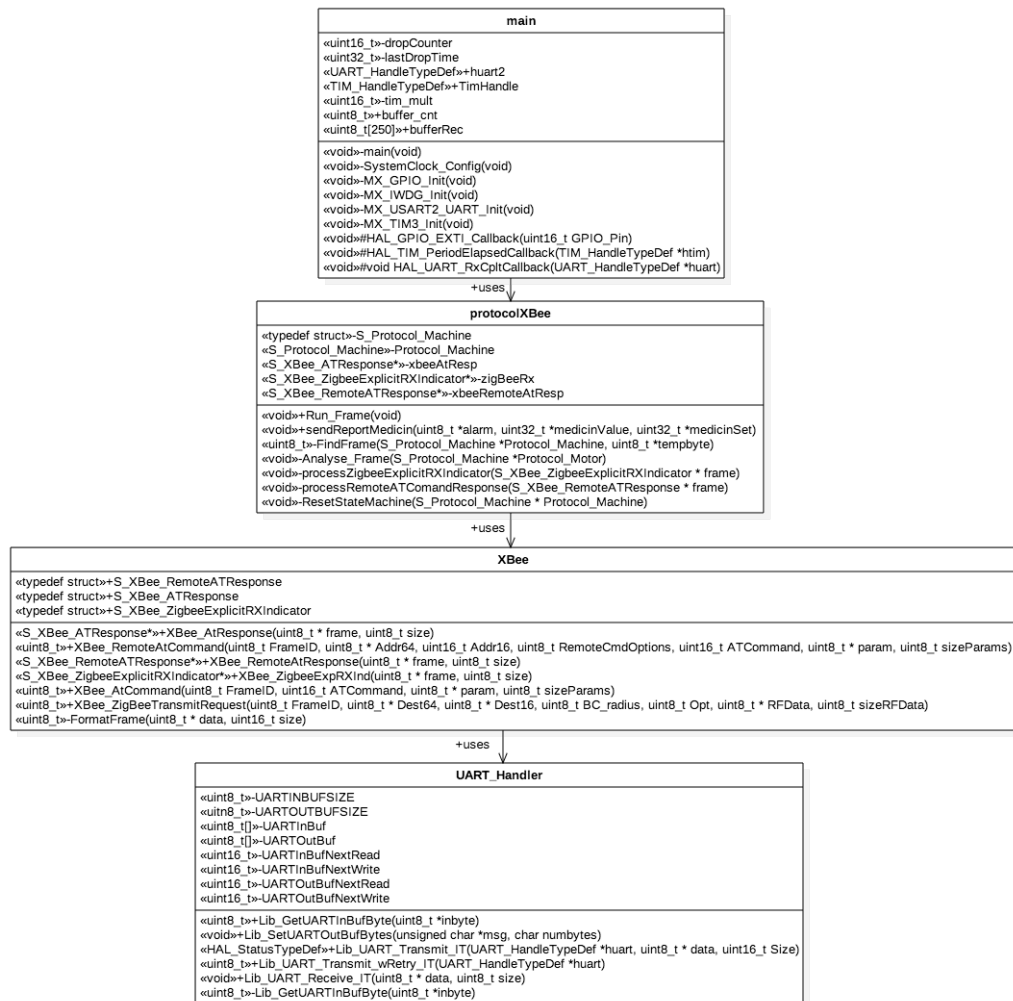 main
«uint16_t»-dropCounter
«uint32_t»-lastDropTime
«UART_HandleTypeDef»+huart2
«TIM_HandleTypeDef»+TimHandle
«uint16_t»-tim_mult
«uint8_t»+buffer_cnt
«uint8_t[250]»+bufferRec
«void»-main(void)
«void»-SystemClock_Config(void)
«void»-MX_GPIO_Init(void)
«void»-MX_IWDG_Init(void)
«void»-MX_USART2_UART_Init(void)
«void»-MX_TIM3_Init(void)
«void»#HAL_GPIO_EXTI_Callback(uint16_t GPIO_Pin)
«void»#HAL_TIM_PeriodElapsedCallback(TIM_HandleTypeDef *htim)
«void»#void HAL_UART_RxCpltCallback(UART_HandleTypeDef *huart)
+uses
protocolXBee
«typedef struct»-S_Protocol_Machine
«S_Protocol_Machine»-Protocol_Machine
«S_XBee_ATResponse*»-xbeeAtResp
«S_XBee_ZigbeeExplicitRXIndicator*»-zigBeeRx
«S_XBee_RemoteATResponse*»-xbeeRemoteAtResp
«void»+Run_Frame(void)
«void»+sendReportMedicin(uint8_t *alarm, uint32_t *medicinValue, uint32_t *medicinSet)
«uint8_t»-FindFrame(S_Protocol_Machine *Protocol_Machine, uint8_t *tempbyte)
«void»-Analyse_Frame(S_Protocol_Machine *Protocol_Motor)
«void»-processZigbeeExplicitRXIndicator(S_XBee_ZigbeeExplicitRXIndicator * frame)
«void»-processRemoteATComandResponse(S_XBee_RemoteATResponse * frame)
«void»-ResetStateMachine(S_Protocol_Machine * Protocol_Machine)
+uses
XBee
«typedef struct»+S_XBee_RemoteATResponse
«typedef struct»+S_XBee_ATResponse
«typedef struct»+S_XBee_ZigbeeExplicitRXIndicator
«S_XBee_ATResponse*»+XBee_AtResponse(uint8_t * frame, uint8_t size)
«uint8_t»+XBee_RemoteAtCommand(uint8_t FrameID, uint8_t * Addr64, uint16_t Addr16, uint8_t RemoteCmdOptions, uint16_t ATCommand, uint8_t * param, uint8_t sizeParams)
«S_XBee_RemoteATResponse*»+XBee_RemoteAtResponse(uint8_t * frame, uint8_t size)
«S_XBee_ZigbeeExplicitRXIndicator*»+XBee_ZigbeeExpRXInd(uint8_t * frame, uint8_t size)
«uint8_t»+XBee_AtCommand(uint8_t FrameID, uint16_t ATCommand, uint8_t * param, uint8_t sizeParams)
«uint8_t»+XBee_ZigBeeTransmitRequest(uint8_t FrameID, uint8_t * Dest64, uint8_t * Dest16, uint8_t BC_radius, uint8_t Opt, uint8_t * RFData, uint8_t sizeRFData)
«uint8_t»-FormatFrame(uint8_t * data, uint16_t size)
+uses
UART_Handler
«uint8_t»-UARTINBUFSIZE
«uitn8_t»-UARTOUTBUFSIZE
«uint8_t[]»-UARTInBuf
«uint8_t[]»-UARTOutBuf
«uint16_t»-UARTInBufNextRead
«uint16_t»-UARTInBufNextWrite
«uint16_t»-UARTOutBufNextRead
«uint16_t»-UARTOutBufNextWrite
«uint8_t»+Lib_GetUARTInBufByte(uint8_t *inbyte)
«void»+Lib_SetUARTOutBufBytes(unsigned char *msg, char numbytes)
«HAL_StatusTypeDef»+Lib_UART_Transmit_IT(UART_HandleTypeDef *huart, uint8_t * data, uint16_t Size)
«uint8_t»+Lib_UART_Transmit_wRetry_IT(UART_HandleTypeDef *huart)
«void»+Lib_UART_Receive_IT(uint8_t * data, uint8_t size)
«uint8_t»-Lib_GetUARTInBufByte(uint8_t *inbyte)